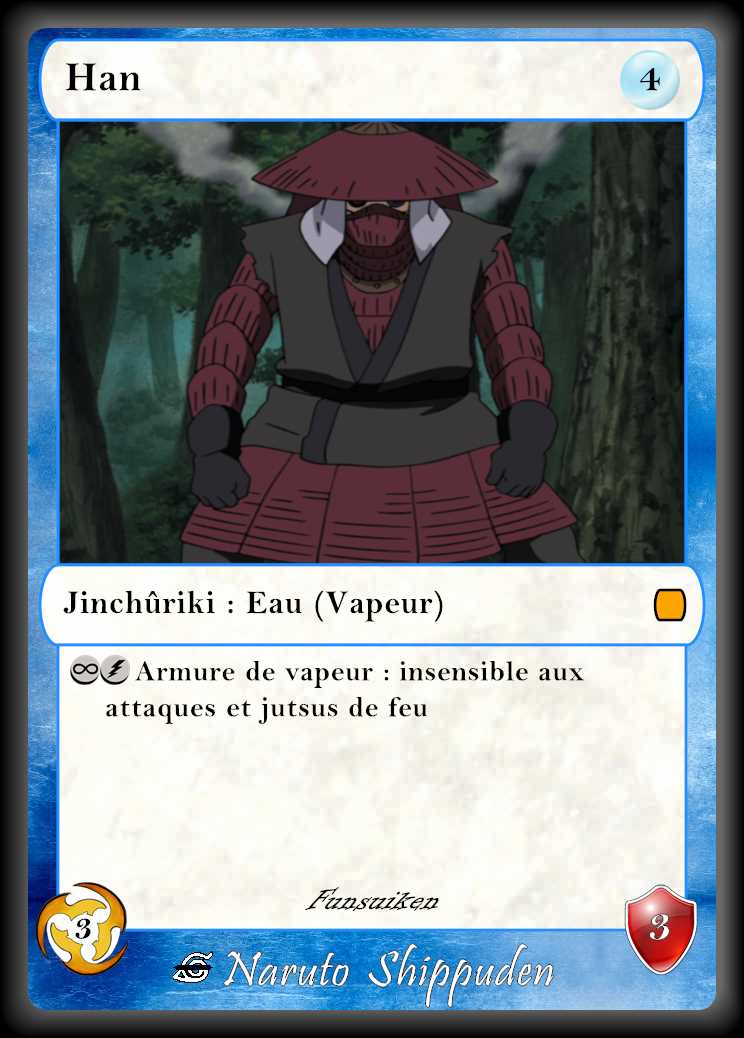 Han
4
Jinchûriki : Eau (Vapeur)
Armure de vapeur : insensible aux
attaques et jutsus de feu
Funsuiken
3
3
Naruto Shippuden